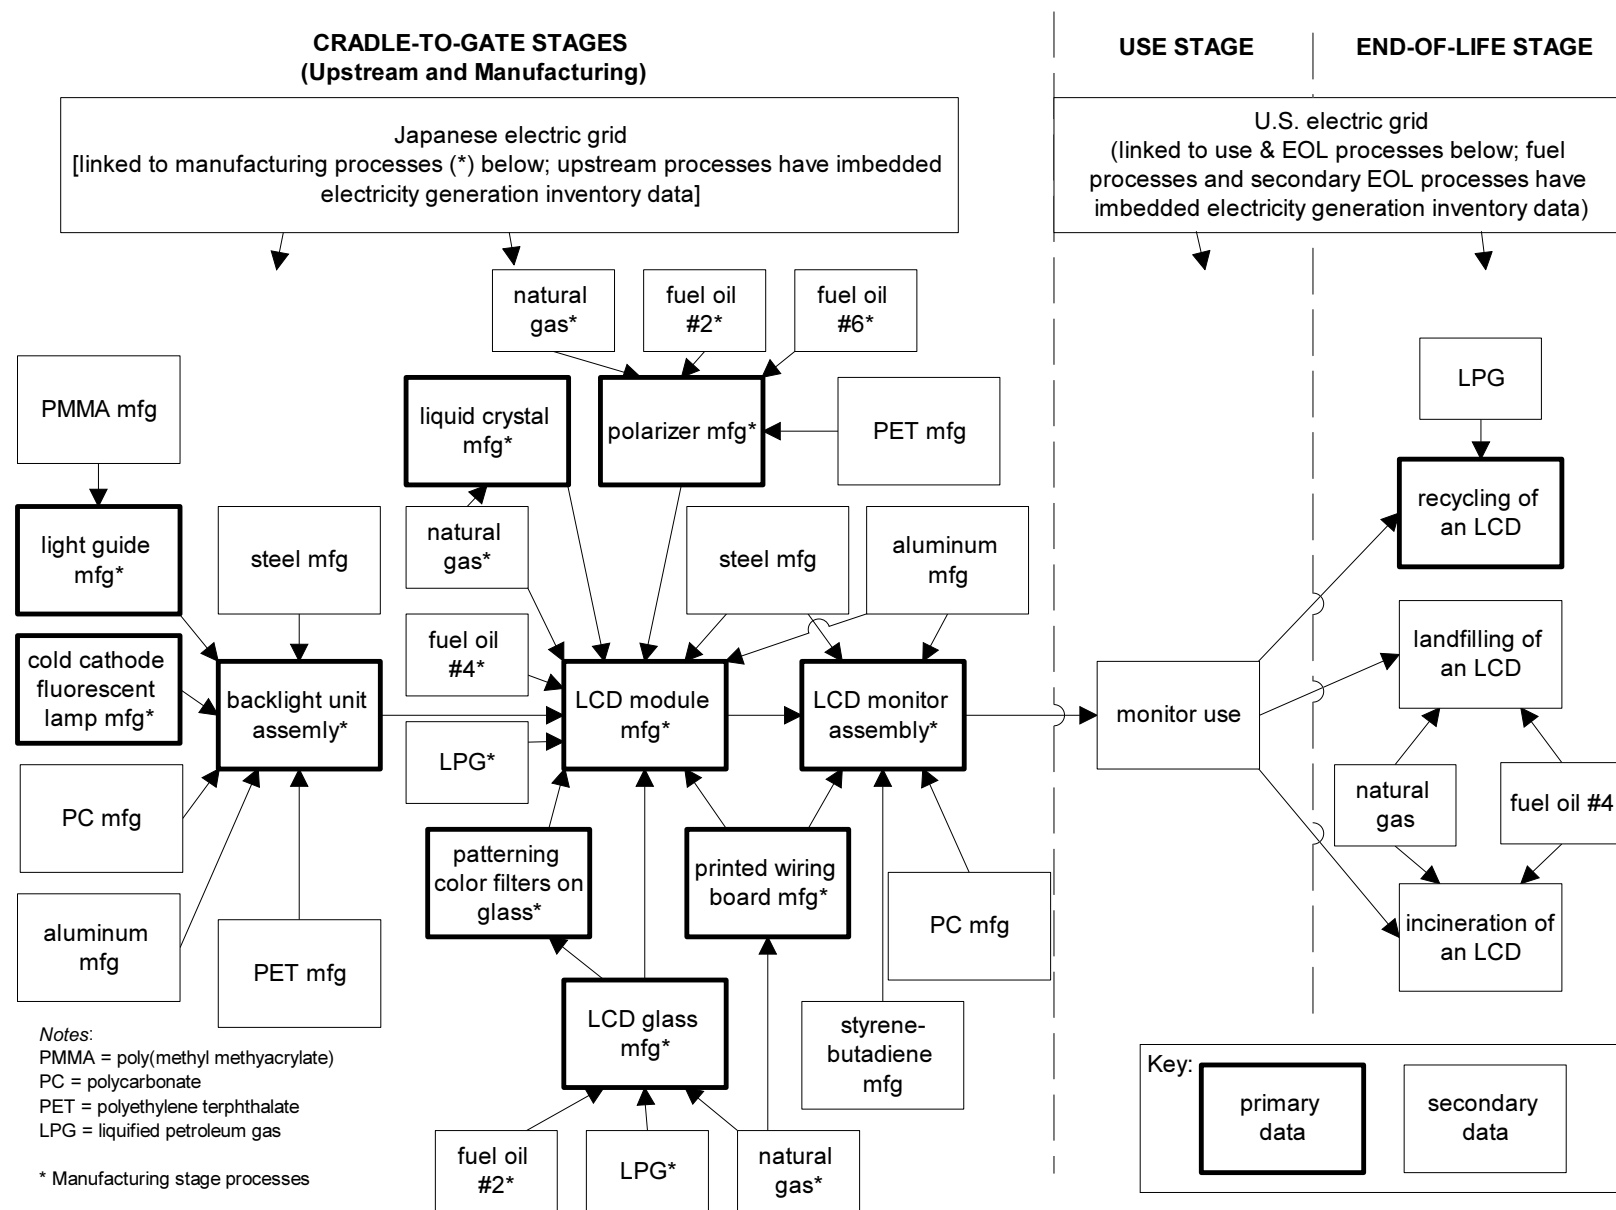 CRADLE-TO-GATE STAGES
(Upstream and Manufacturing)
USE STAGE
END-OF-LIFE STAGE
Japanese electric grid
[linked to manufacturing processes (*) below; upstream processes have imbedded
electricity generation inventory data]
U.S. electric grid
(linked to use & EOL processes below; fuel
processes and secondary EOL processes have
imbedded electricity generation inventory data)
natural
gas*
fuel oil
#2*
fuel oil
#6*
PMMA mfg
liquid crystal
mfg*
polarizer mfg*
PET mfg
LPG
light guide
mfg*
steel mfg
natural
gas*
steel mfg
aluminum
mfg
recycling of
an LCD
cold cathode
fluorescent
lamp mfg*
backlight unit
assemly*
fuel oil
#4*
LCD module
mfg*
LCD monitor
assembly*
monitor use
landfilling of
an LCD
PC mfg
LPG*
natural
gas
fuel oil #4
patterning
color filters on
glass*
printed wiring
board mfg*
PC mfg
aluminum
mfg
PET mfg
incineration of
an LCD
LCD glass
mfg*
styrene-
butadiene
mfg
fuel oil
#2*
LPG*
natural
gas*
Notes:
PMMA = poly(methyl methyacrylate)
PC = polycarbonate
PET = polyethylene terphthalate
LPG = liquified petroleum gas
* Manufacturing stage processes
Key:
primary
data
secondary
data